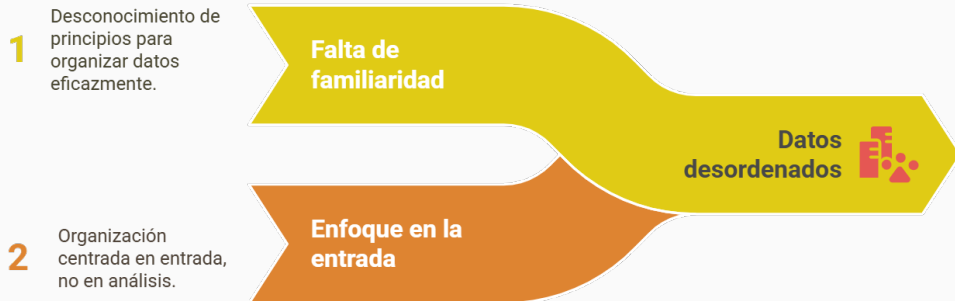 1
Desconocimiento de
principios para
organizar datos
eficazmente.
Falta de
familiaridad
Datos
desordenados
2
Organización
centrada en entrada,
no en análisis.
Enfoque en la
entrada